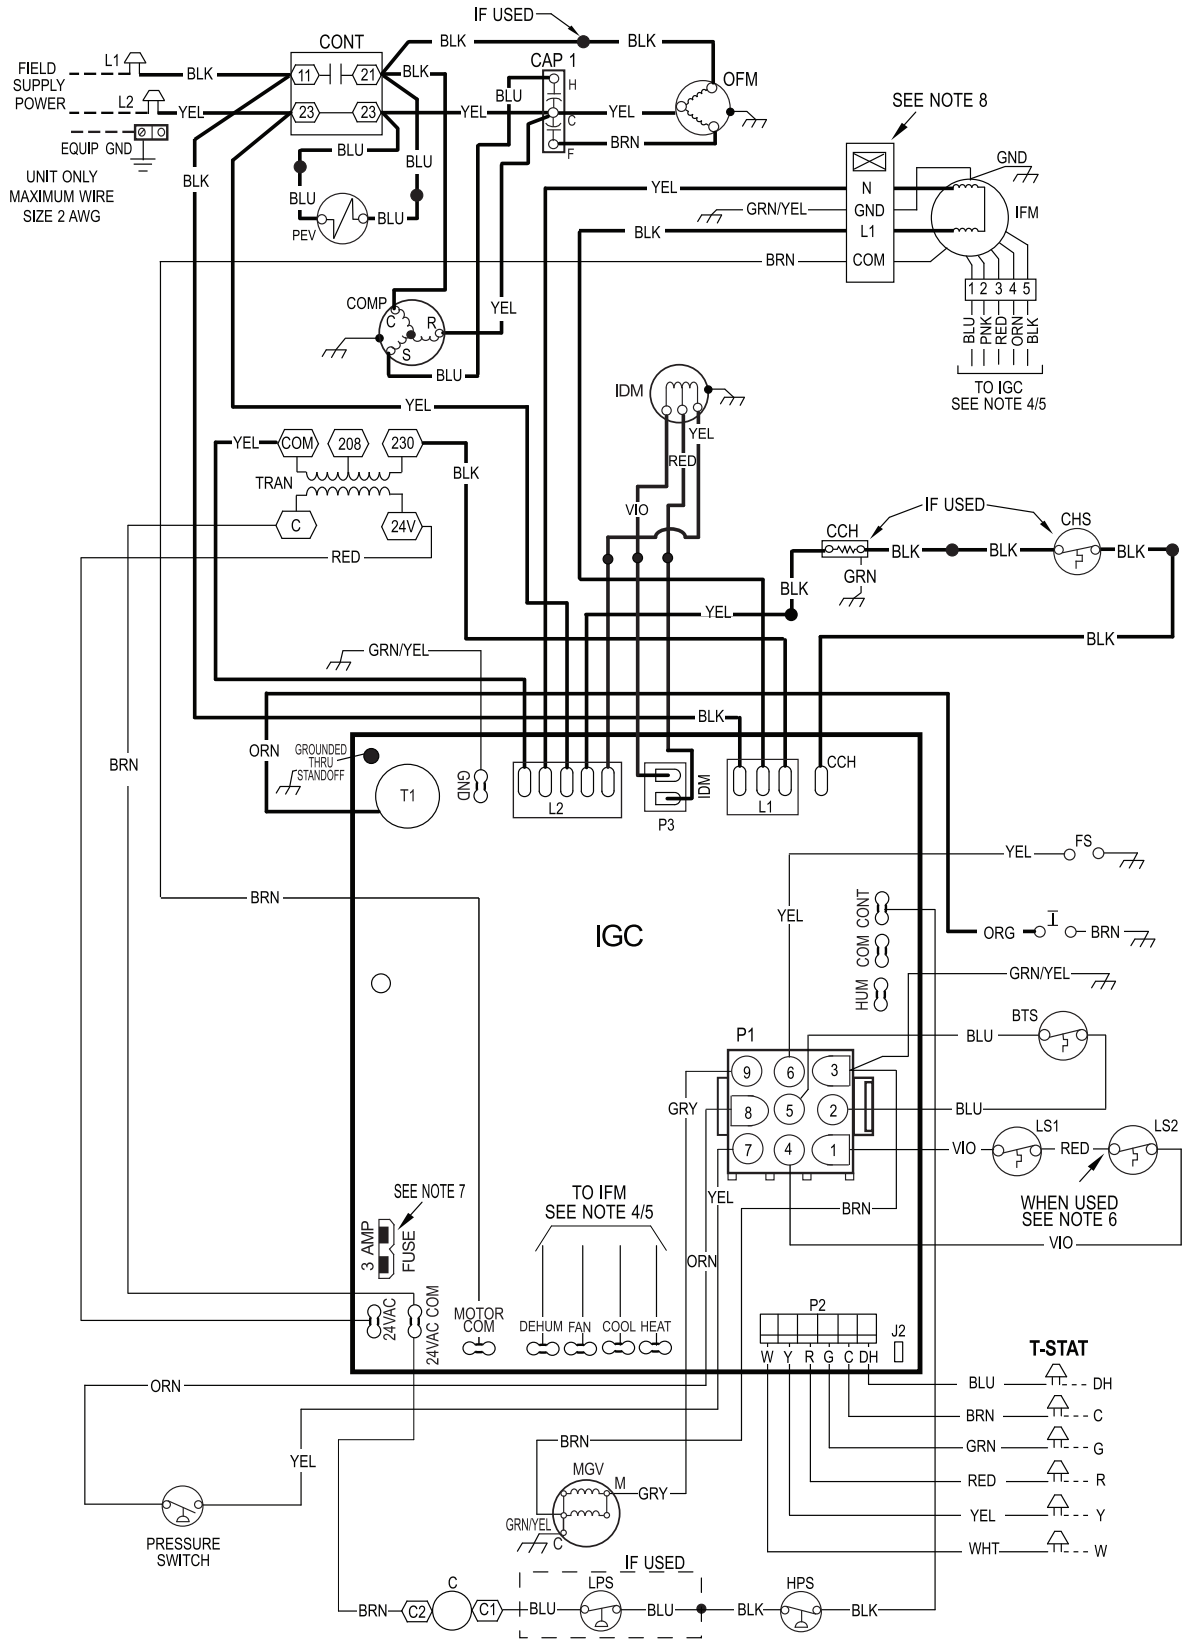 IF USED
CONT
BLK
BLK
CAP 1
L1
FIELD
SUPPLY
POWER
BLK
11
21
BLK
H
OFM
L2
YEL
23
23
YEL
BLU
C
YEL
SEE NOTE 8
EQUIP GND
BLU
BLU
F
BRN
UNIT ONLY
MAXIMUM WIRE
SIZE 2 AWG
BLK
BLU
PEV
BLU
YEL
N
GND
GRN/YEL
GND
IFM
BLK
L1
BRN
COM
COMP
C
R
S
YEL
BLU
1 2 3 4 5
BLU
PNK
RED
ORN
BLK
TO IGC
SEE NOTE 4/5
IDM
YEL
YEL
RED
VIO
YEL
COM
208
230
BLK
TRAN
C
24V
RED
IF USED
CCH
CHS
BLK
BLK
BLK
GRN
BLK
YEL
BLK
GRN/YEL
BLK
ORN
BRN
GROUNDED
THRU
STANDOFF
T1
GND
L2
P3
IDM
L1
CCH
YEL
FS
YEL
BRN
IGC
CONT
COM
HUM
ORG
I
BRN
GRN/YEL
BTS
BLU
BLU
P1
9
6
3
8
5
2
7
4
1
GRY
YEL
ORN
VIO
LS1
RED
LS2
WHEN USED
SEE NOTE 6
VIO
BRN
SEE NOTE 7
3 AMP
FUSE
TO IFM
SEE NOTE 4/5
24VAC
24VAC COM
MOTOR
COM
DEHUM
FAN
COOL
HEAT
P2
W Y R G C DH
J2
T-STAT
ORN
BLU
DH
BRN
C
GRN
G
RED
R
YEL
Y
WHT
W
YEL
PRESSURE
SWITCH
BRN
MGV
M
GRY
GRN/YEL
C
IF USED
BRN
C2
C
C1
BLU
LPS
BLU
BLK
HPS
BLK